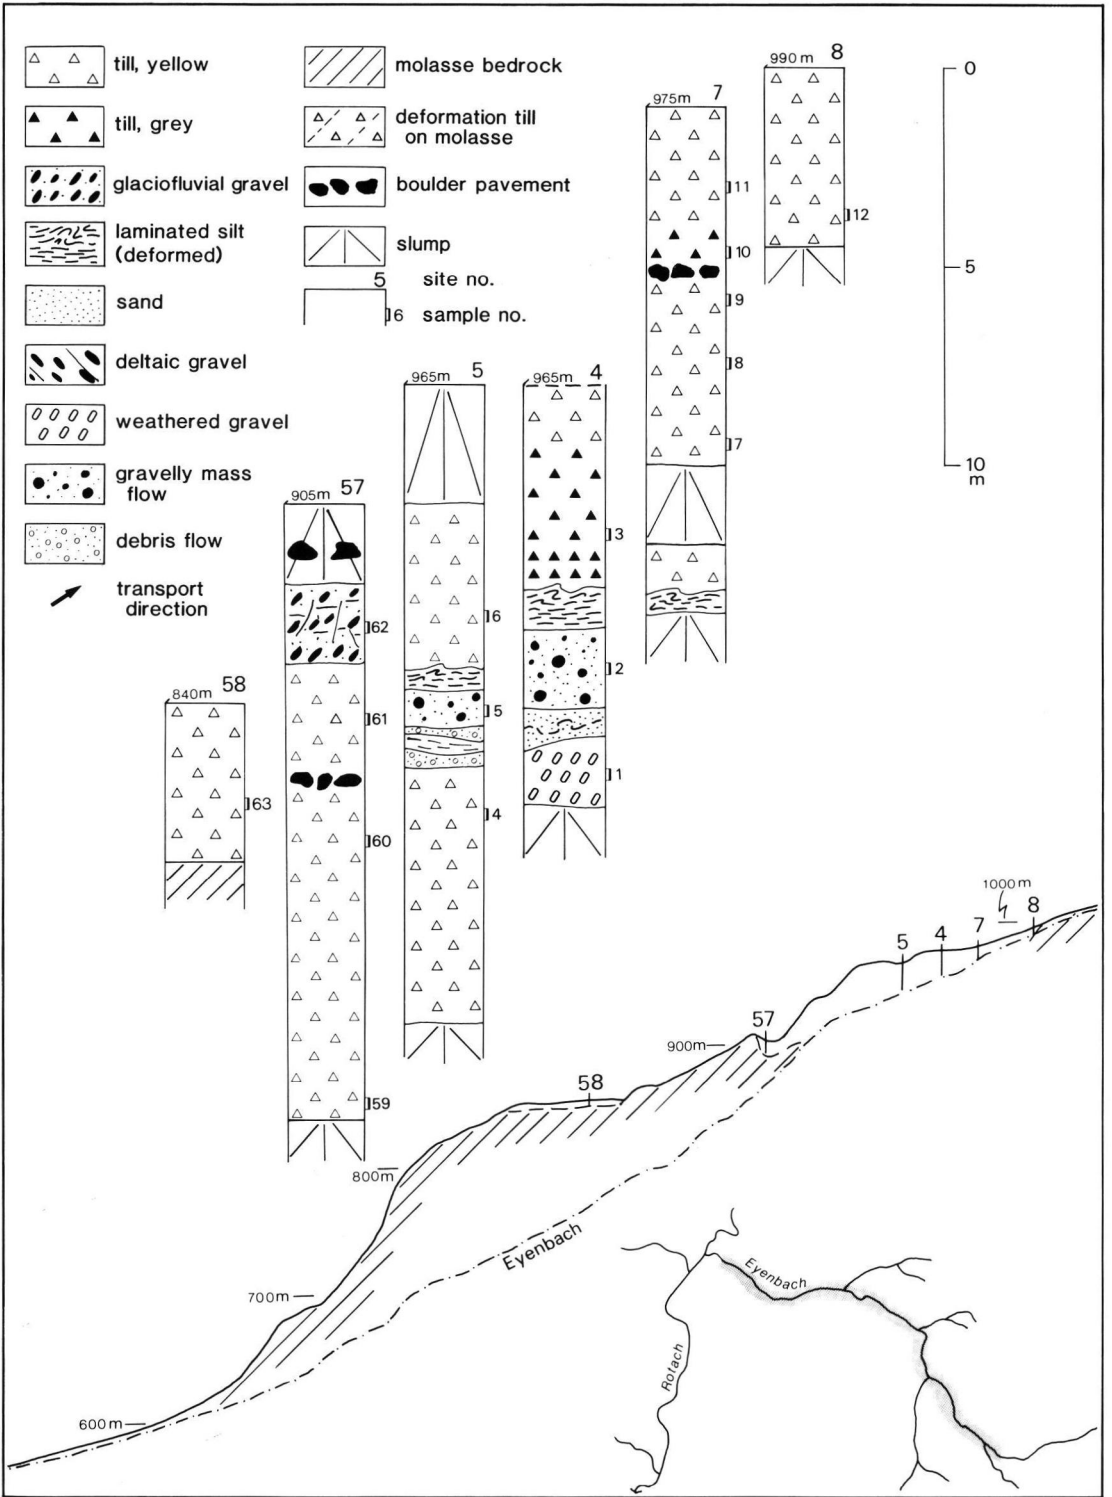 till, yellow
till, grey
glaciofluvial gravel
laminated silt
(deformed)
sand
deltaic gravel
weathered gravel
gravelly mass
flow
debris flow
transport
direction
molasse bedrock
deformation till
on molasse
boulder pavement
slump
5
site no.
]6 sample no.
990 m 8
]12
975m 7
]11
]10
]9
]8
]7
0
5
10
m
965m 5
]6
]5
]4
965m 4
]3
]2
]1
905m 57
]62
]61
]60
]59
840m 58
]63
1000 m
8
7
4
5
57
900m
58
800m
700m
600m
Eyenbach
Eyenbach
Rotach